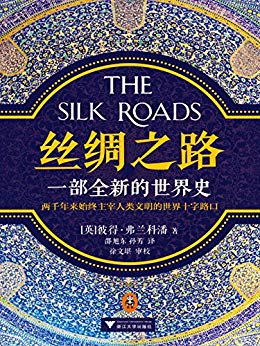 THE
SILK ROADS
丝绸之路
一部全新的世界史
两千年来始终主宰人类文明的世界十字路口
[英]彼得·弗兰科潘 著
邵旭东 孙芳 译
徐文堪 审校
浙江大学出版社